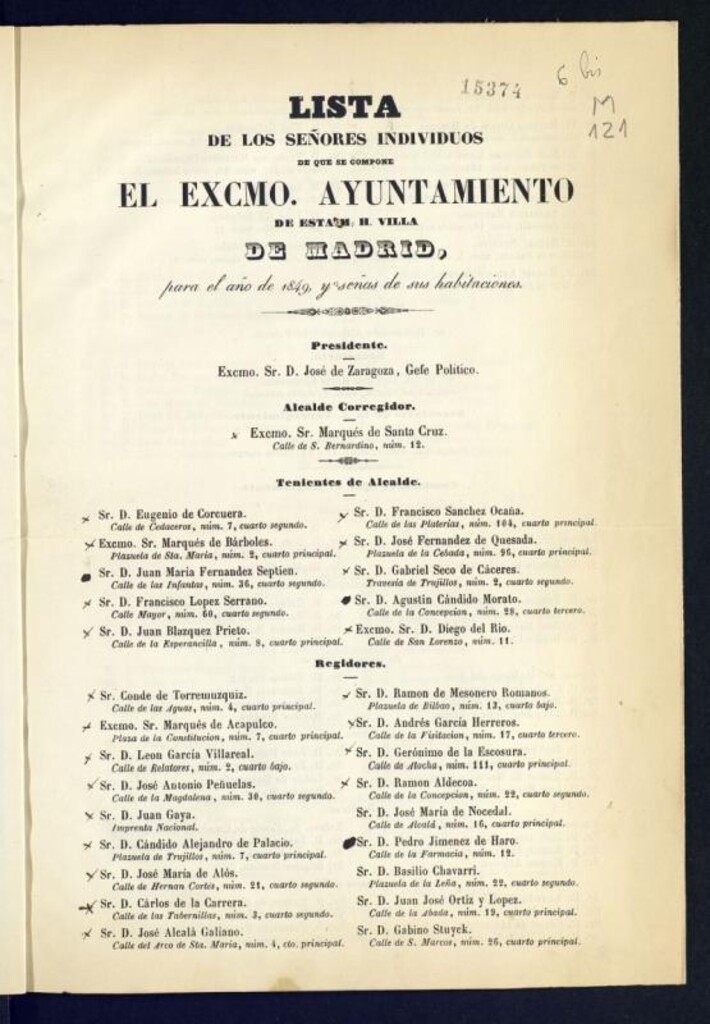 15374
6 bis
M
121
LISTA
DE LOS SEÑORES INDIVIDUOS
DE QUE SE COMPONE
EL EXCMO. AYUNTAMIENTO
DE ESTA M. H. VILLA
DE MADRID,
para el año de 1849, y señas de sus habitaciones.
Presidente.
Excmo. Sr. D. José de Zaragoza, Gefe Politico.
Alcalde Corregidor.
Excmo. Sr. Marqués de Santa Cruz.
Calle de S. Bernardino, núm. 12.
Tenientes de Alcalde.
Sr. D. Eugenio de Corcuera.
Calle de Cedaceros, núm. 7, cuarto segundo.
Excmo. Sr. Marqués de Bárboles.
Plazuela de Sta. Maria, núm. 2, cuarto principal.
Sr. D. Juan Maria Fernandez Septien.
Calle de las Infantas, núm. 36, cuarto segundo.
Sr. D. Francisco Lopez Serrano.
Calle Mayor, núm. 60, cuarto segundo.
Sr. D. Juan Blazquez Prieto.
Calle de la Esperancilla, núm. 8, cuarto principal.
Sr. D. Francisco Sanchez Ocaña.
Calle de las Platerias, núm. 104, cuarto principal.
Sr. D. José Fernandez de Quesada.
Plazuela de la Cebada, núm. 96, cuarto principal.
Sr. D. Gabriel Seco de Cáceres.
Travesia de Trujillos, núm. 2, cuarto segundo.
Sr. D. Agustin Cándido Morato.
Calle de la Concepcion, núm. 28, cuarto tercero.
Excmo. Sr. D. Diego del Rio.
Calle de San Lorenzo, núm. 11.
Regidores.
Sr. Conde de Torremuzquiz.
Calle de las Aguas, núm. 4, cuarto principal.
Excmo. Sr. Marqués de Acapulco.
Plaza de la Constitucion, núm. 7, cuarto principal.
Sr. D. Leon García Villareal.
Calle de Relatores, núm. 2, cuarto bajo.
Sr. D. José Antonio Peñuelas.
Calle de la Magdalena, núm. 30, cuarto segundo.
Sr. D. Juan Gaya.
Imprenta Nacional.
Sr. D. Cándido Alejandro de Palacio.
Plazuela de Trujillos, núm. 7, cuarto principal.
Sr. D. José Maria de Alós.
Calle de Hernan Cortés, núm. 21, cuarto segundo.
Sr. D. Cárlos de la Carrera.
Calle de las Tabernillas, núm. 3, cuarto segundo.
Sr. D. José Alcalá Galiano.
Calle del Arco de Sta. Maria, núm. 4, cto. principal.
Sr. D. Ramon de Mesonero Romanos.
Plazuela de Bilbao, núm. 13, cuarto bajo.
Sr. D. Andrés García Herreros.
Calle de la Visitacion, núm. 17, cuarto tercero.
Sr. D. Gerónimo de la Escosura.
Calle de Atocha, núm. 111, cuarto principal.
Sr. D. Ramon Aldecoa.
Calle de la Concepcion, núm. 22, cuarto segundo.
Sr. D. José Maria de Nocedal.
Calle de Alcalá, núm. 16, cuarto principal.
Sr. D. Pedro Jimenez de Haro.
Calle de la Farmacia, núm. 12.
Sr. D. Basilio Chavarri.
Plazuela de la Leña, núm. 22, cuarto segundo.
Sr. D. Juan José Ortiz y Lopez.
Calle de la Abada, núm. 19, cuarto principal.
Sr. D. Gabino Stuyck.
Calle de S. Marcos, núm. 26, cuarto principal.